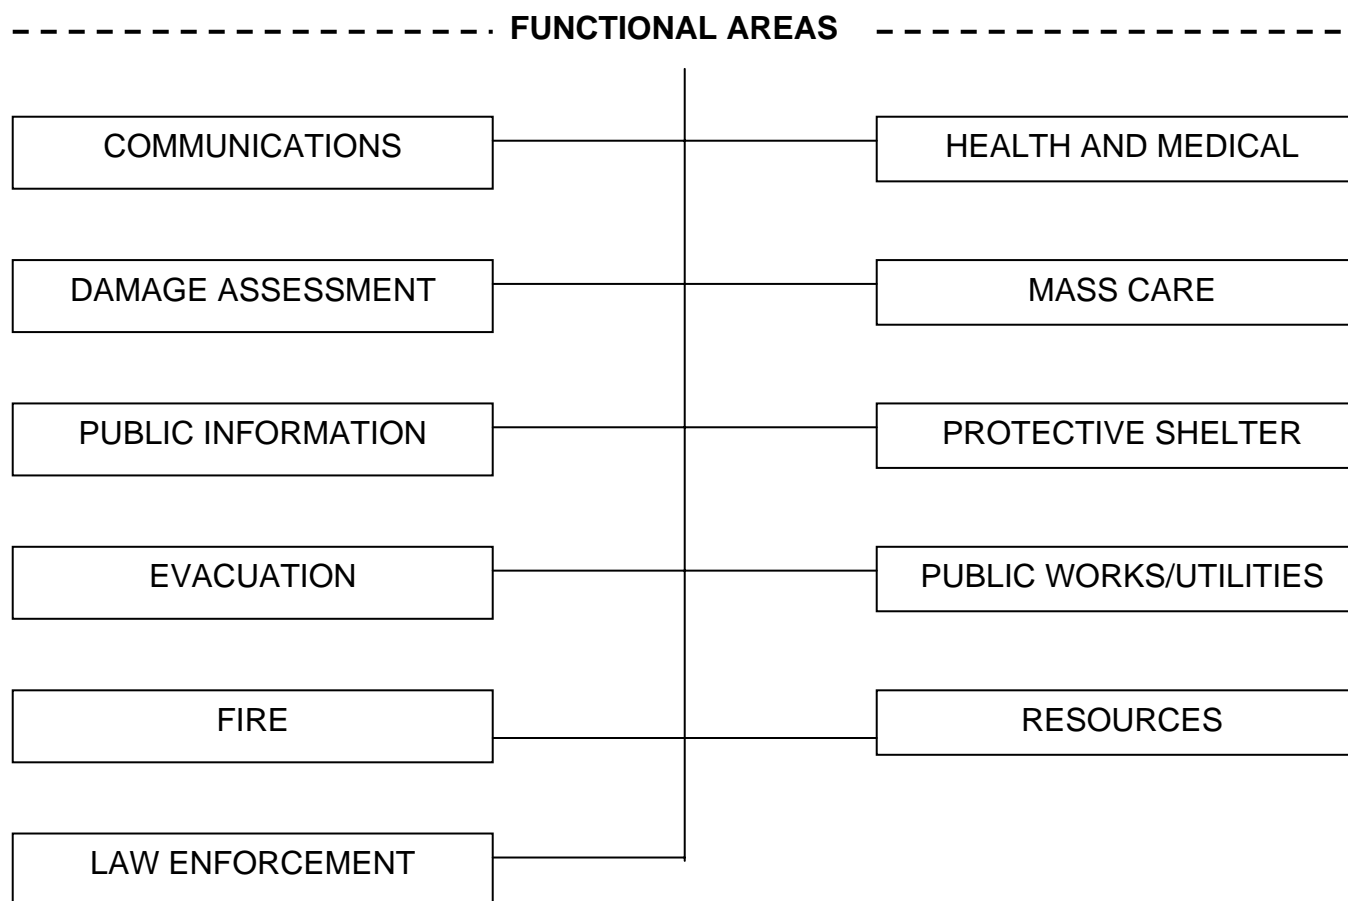 FUNCTIONAL AREAS
COMMUNICATIONS
HEALTH AND MEDICAL
DAMAGE ASSESSMENT
MASS CARE
PUBLIC INFORMATION
PROTECTIVE SHELTER
EVACUATION
PUBLIC WORKS/UTILITIES
FIRE
RESOURCES
LAW ENFORCEMENT